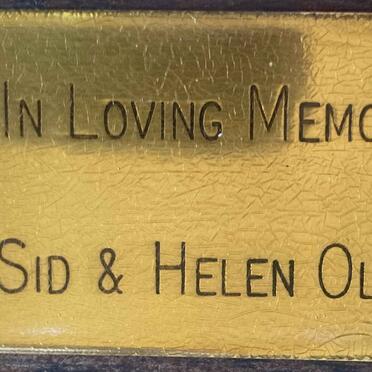 IN LOVING MEMO
SID & HELEN OL